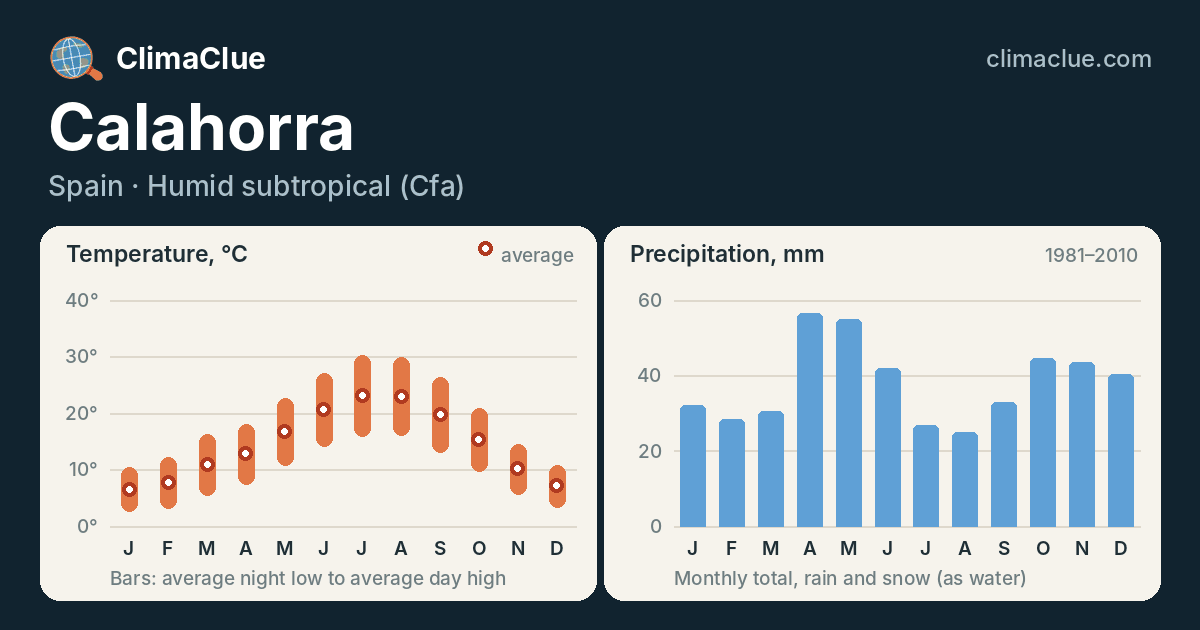 ClimaClue
climaclue.com
Calahorra
Spain · Humid subtropical (Cfa)
Temperature, °C
average
40°
30°
20°
10°
0°
J F M A M J J A S O N D
Bars: average night low to average day high
Precipitation, mm
1981–2010
60
40
20
0
J F M A M J J A S O N D
Monthly total, rain and snow (as water)